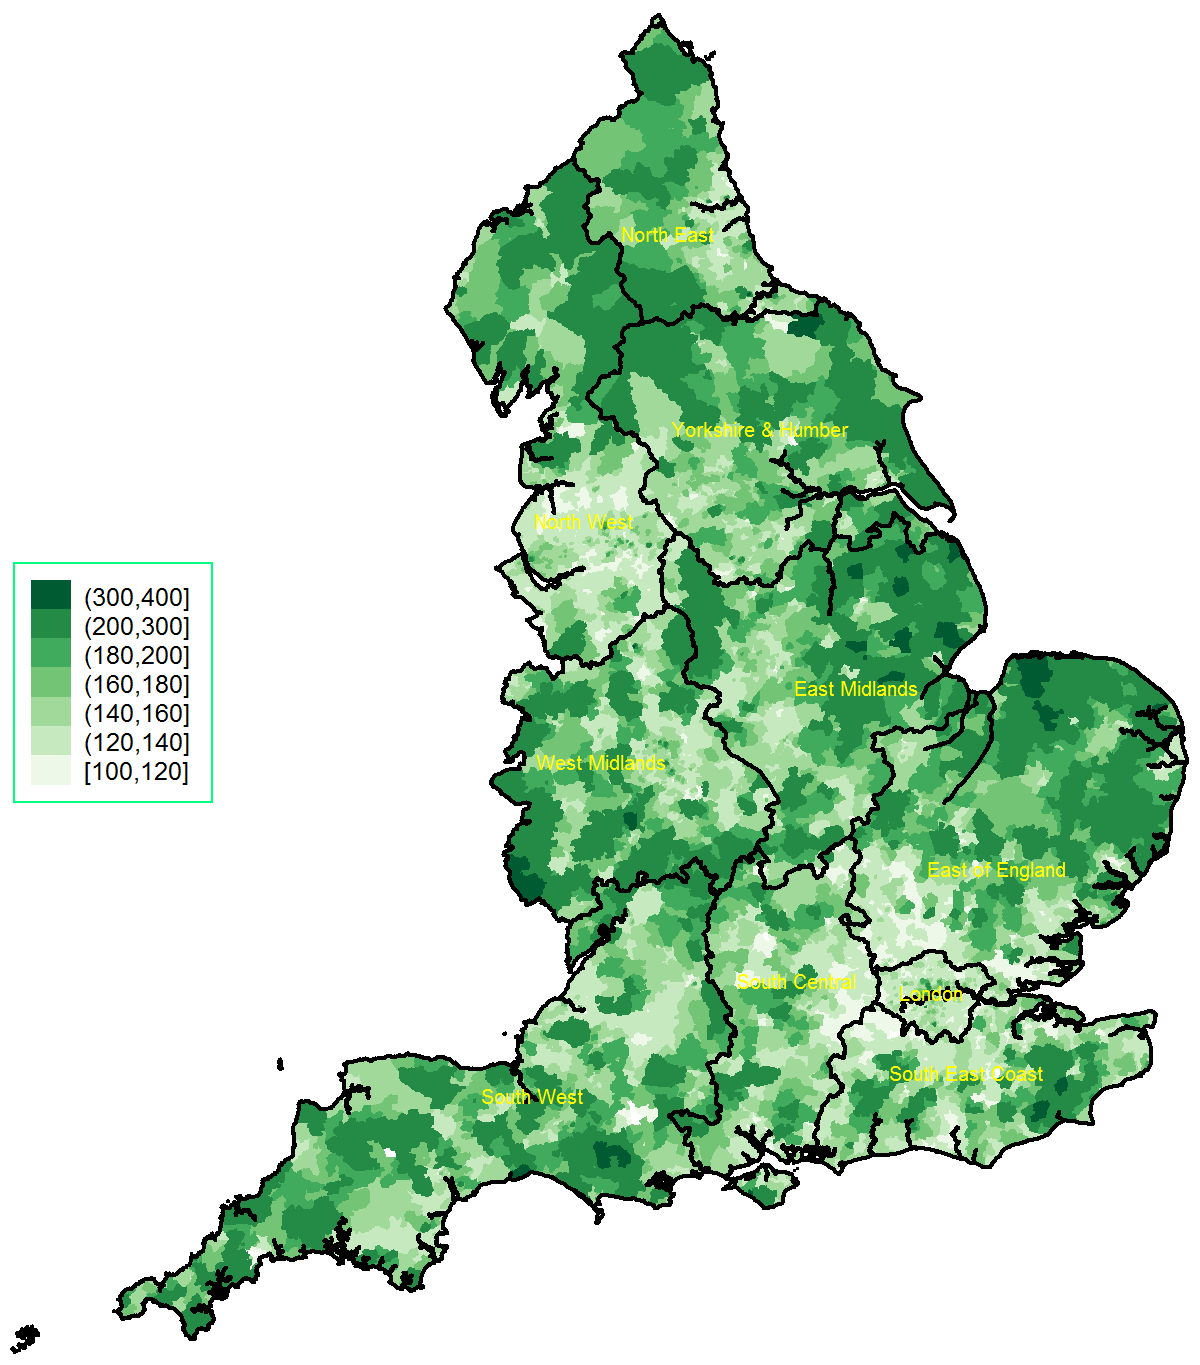 North East
Yorkshire & Humber
North West
(300,400]
(200,300]
(180,200]
(160,180]
(140,160]
(120,140]
[100,120]
East Midlands
West Midlands
East of England
South Central
London
South East Coast
South West